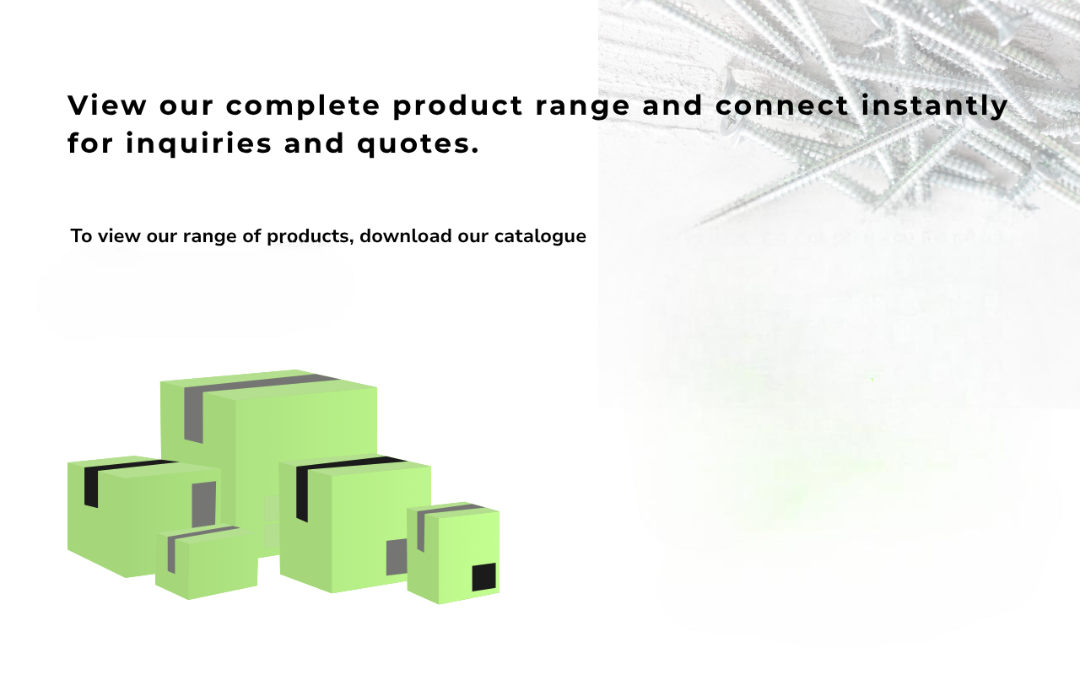 View our complete product range and connect instantly
for inquiries and quotes.
To view our range of products, download our catalogue